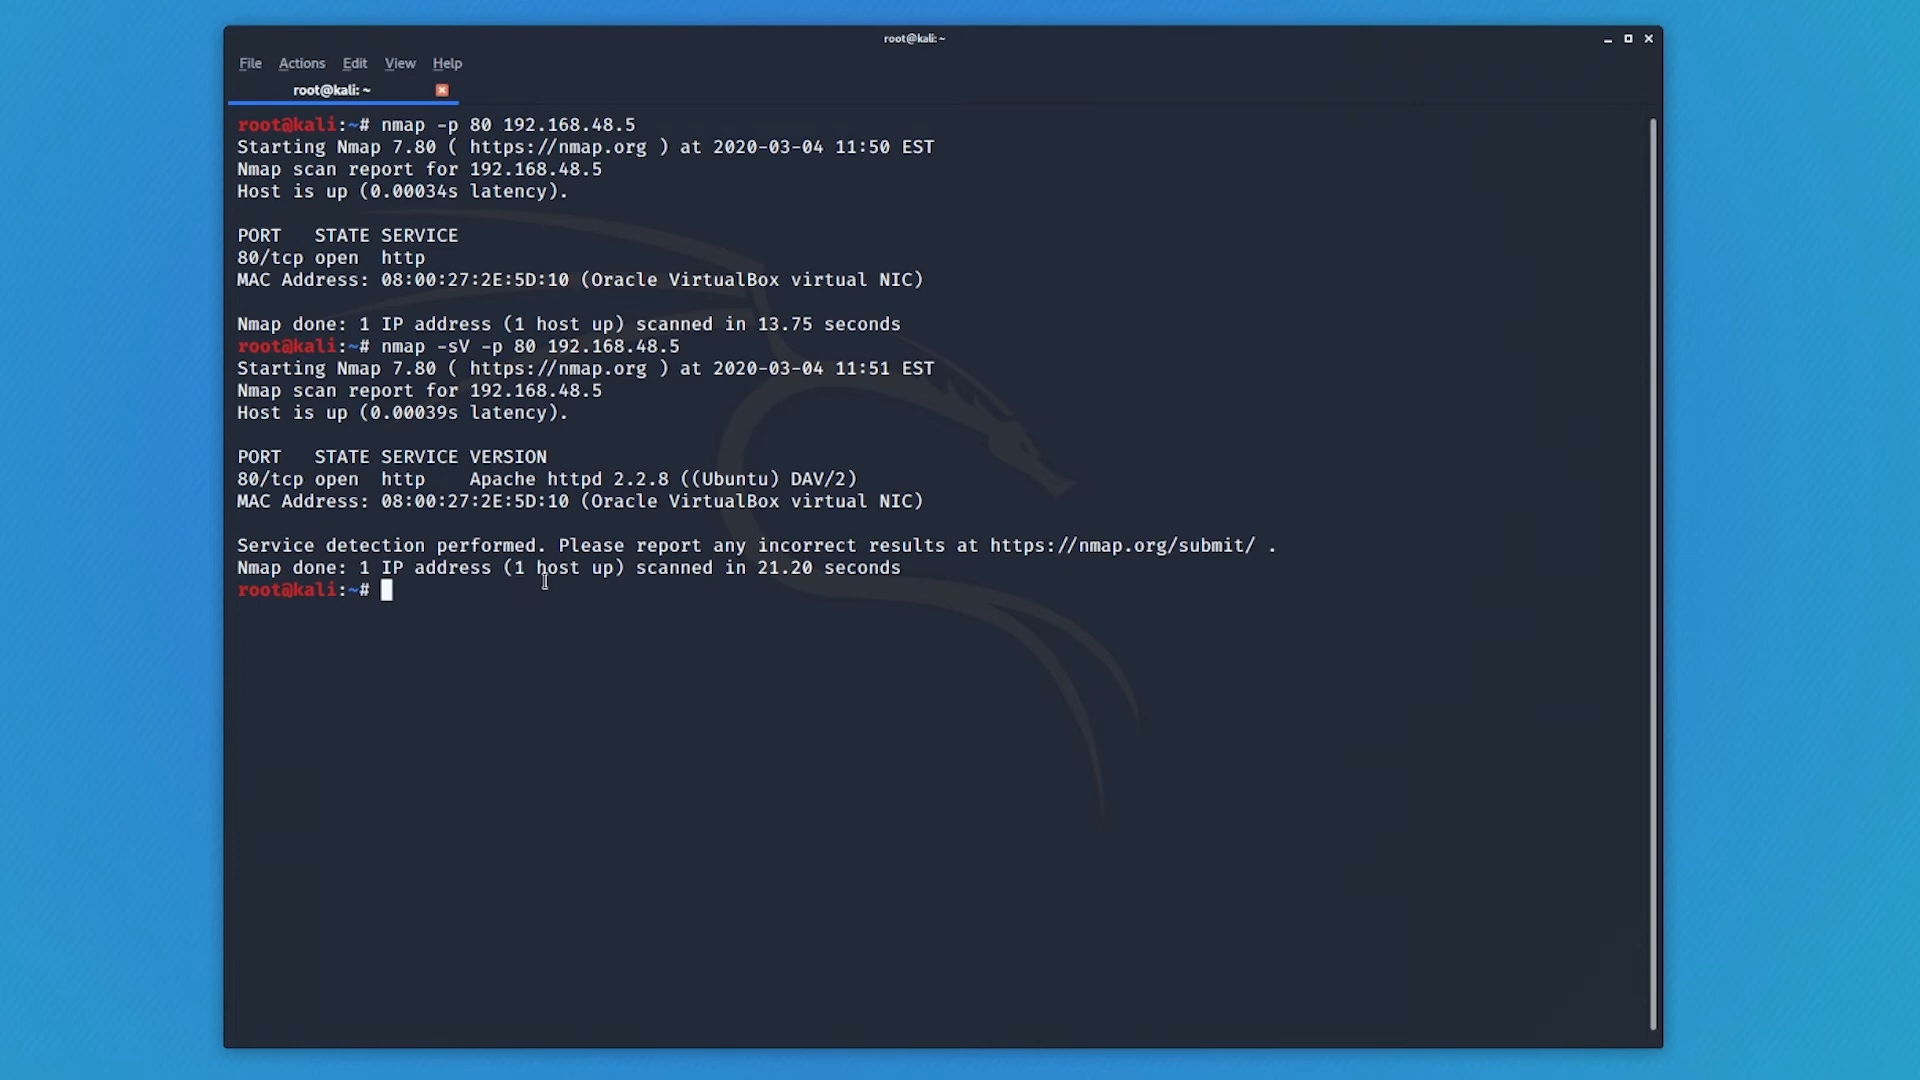 root@kali:~
File Actions Edit View Help
root@kali: ~
root@kali:~# nmap -p 80 192.168.48.5
Starting Nmap 7.80 ( https://nmap.org ) at 2020-03-04 11:50 EST
Nmap scan report for 192.168.48.5
Host is up (0.00034s latency).
PORT   STATE SERVICE
80/tcp open  http
MAC Address: 08:00:27:2E:5D:10 (Oracle VirtualBox virtual NIC)
Nmap done: 1 IP address (1 host up) scanned in 13.75 seconds
root@kali:~# nmap -sV -p 80 192.168.48.5
Starting Nmap 7.80 ( https://nmap.org ) at 2020-03-04 11:51 EST
Nmap scan report for 192.168.48.5
Host is up (0.00039s latency).
PORT   STATE SERVICE VERSION
80/tcp open  http    Apache httpd 2.2.8 ((Ubuntu) DAV/2)
MAC Address: 08:00:27:2E:5D:10 (Oracle VirtualBox virtual NIC)
Service detection performed. Please report any incorrect results at https://nmap.org/submit/ .
Nmap done: 1 IP address (1 host up) scanned in 21.20 seconds
root@kali:~#